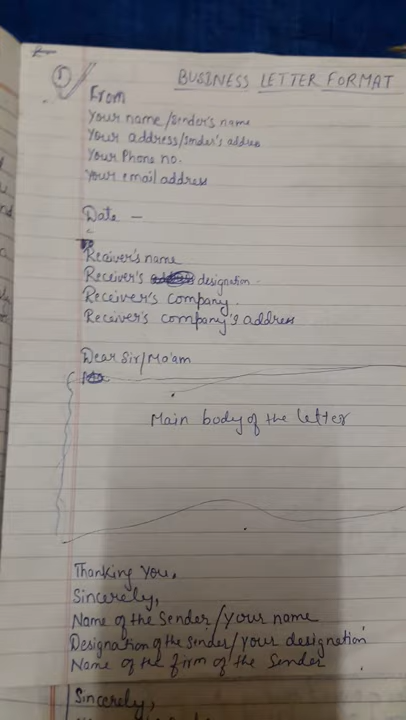 ①
BUSINESS LETTER FORMAT
From
Your name/Sender's name
Your address/sender's address
Your Phone no.
Your email address
Date -
Receiver's name
Receiver's designation.
Receiver's company.
Receiver's company's address
Dear Sir/Ma'am
Main body of the letter
Thanking You,
Sincerely,
Name of the Sender/your name
Designation of the sender/your designation
Name of the firm of the Sender
Sincerely,